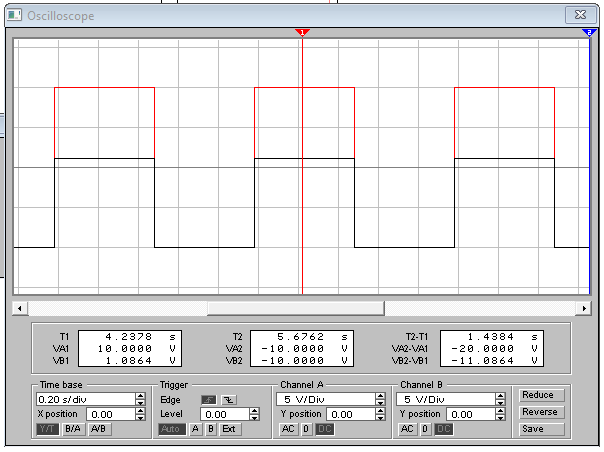 Oscilloscope
1 2
T1 4.2378 s T2 5.6762 s T2-T1 1.4384 s
VA1 10.0000 V VA2 -10.0000 V VA2-VA1 -20.0000 V
VB1 1.0864 V VB2 -10.0000 V VB2-VB1 -11.0864 V
Time base Trigger Channel A Channel B Reduce
0.20 s/div Edge 5 V/Div 5 V/Div Reverse
X position 0.00 Level 0.00 Y position 0.00 Y position 0.00
Y/T B/A A/B Auto A B Ext AC 0 DC AC 0 DC Save